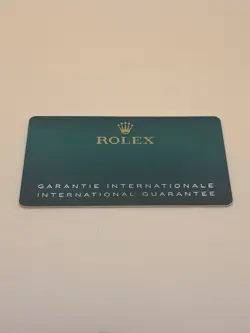 ROLEX
GARANTIE INTERNATIONALE
INTERNATIONAL GUARANTEE